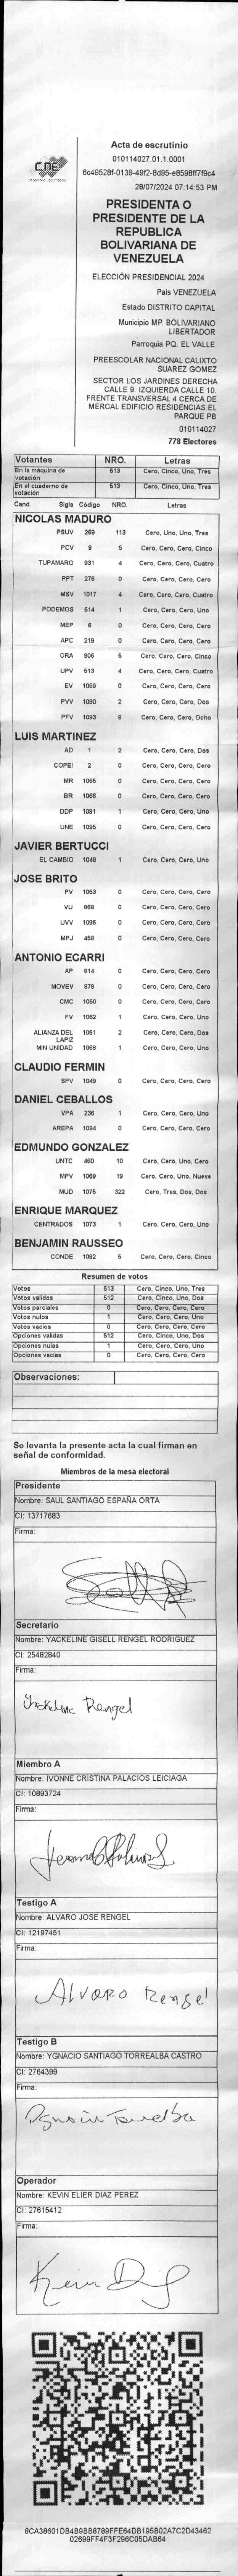 Acta de escrutinio
010114027.01.1.0001
6c49528f-0139-49f2-8d95-e8598ff7f9c4
28/07/2024 07:14:53 PM
CNE
PRESIDENTA O
PRESIDENTE DE LA
REPUBLICA
BOLIVARIANA DE
VENEZUELA
ELECCIÓN PRESIDENCIAL 2024
País VENEZUELA
Estado DISTRITO CAPITAL
Municipio MP. BOLIVARIANO
LIBERTADOR
Parroquia PQ. EL VALLE
PREESCOLAR NACIONAL CALIXTO
SUAREZ GOMEZ
SECTOR LOS JARDINES DERECHA
CALLE 9. IZQUIERDA CALLE 10.
FRENTE TRANSVERSAL 4 CERCA DE
MERCAL EDIFICIO RESIDENCIAS EL
PARQUE PB
010114027
778 Electores
Votantes NRO. Letras
En la máquina de votación 513 Cero, Cinco, Uno, Tres
En el cuaderno de votación 513 Cero, Cinco, Uno, Tres
Cand. Sigla Código NRO. Letras
NICOLAS MADURO
PSUV 269 113 Cero, Uno, Uno, Tres
PCV 9 5 Cero, Cero, Cero, Cinco
TUPAMARO 931 4 Cero, Cero, Cero, Cuatro
PPT 276 0 Cero, Cero, Cero, Cero
MSV 1017 4 Cero, Cero, Cero, Cuatro
PODEMOS 514 1 Cero, Cero, Cero, Uno
MEP 6 0 Cero, Cero, Cero, Cero
APC 219 0 Cero, Cero, Cero, Cero
ORA 906 5 Cero, Cero, Cero, Cinco
UPV 513 4 Cero, Cero, Cero, Cuatro
EV 1089 0 Cero, Cero, Cero, Cero
PVV 1090 2 Cero, Cero, Cero, Dos
PFV 1093 8 Cero, Cero, Cero, Ocho
LUIS MARTINEZ
AD 1 2 Cero, Cero, Cero, Dos
COPEI 2 0 Cero, Cero, Cero, Cero
MR 1065 0 Cero, Cero, Cero, Cero
BR 1066 0 Cero, Cero, Cero, Cero
DDP 1091 1 Cero, Cero, Cero, Uno
UNE 1095 0 Cero, Cero, Cero, Cero
JAVIER BERTUCCI
EL CAMBIO 1048 1 Cero, Cero, Cero, Uno
JOSE BRITO
PV 1053 0 Cero, Cero, Cero, Cero
VU 868 0 Cero, Cero, Cero, Cero
UVV 1096 0 Cero, Cero, Cero, Cero
MPJ 458 0 Cero, Cero, Cero, Cero
ANTONIO ECARRI
AP 814 0 Cero, Cero, Cero, Cero
MOVEV 878 0 Cero, Cero, Cero, Cero
CMC 1050 0 Cero, Cero, Cero, Cero
FV 1062 1 Cero, Cero, Cero, Uno
ALIANZA DEL LAPIZ 1051 2 Cero, Cero, Cero, Dos
MIN UNIDAD 1068 1 Cero, Cero, Cero, Uno
CLAUDIO FERMIN
SPV 1049 0 Cero, Cero, Cero, Cero
DANIEL CEBALLOS
VPA 236 1 Cero, Cero, Cero, Uno
AREPA 1094 0 Cero, Cero, Cero, Cero
EDMUNDO GONZALEZ
UNTC 460 10 Cero, Cero, Uno, Cero
MPV 1069 19 Cero, Cero, Uno, Nueve
MUD 1075 322 Cero, Tres, Dos, Dos
ENRIQUE MARQUEZ
CENTRADOS 1073 1 Cero, Cero, Cero, Uno
BENJAMIN RAUSSEO
CONDE 1092 5 Cero, Cero, Cero, Cinco
Resumen de votos
Votos 513 Cero, Cinco, Uno, Tres
Votos validos 512 Cero, Cinco, Uno, Dos
Votos parciales 0 Cero, Cero, Cero, Cero
Votos nulos 1 Cero, Cero, Cero, Uno
Votos vacios 0 Cero, Cero, Cero, Cero
Opciones validas 512 Cero, Cinco, Uno, Dos
Opciones nulas 1 Cero, Cero, Cero, Uno
Opciones vacias 0 Cero, Cero, Cero, Cero
Observaciones:
Se levanta la presente acta la cual firman en
señal de conformidad.
Miembros de la mesa electoral
Presidente
Nombre: SAUL SANTIAGO ESPAÑA ORTA
CI: 13717683
Firma:
Secretario
Nombre: YACKELINE GISELL RENGEL RODRIGUEZ
CI: 25482840
Firma:
Yackeline Rengel
Miembro A
Nombre: IVONNE CRISTINA PALACIOS LEICIAGA
CI: 10893724
Firma:
Testigo A
Nombre: ALVARO JOSE RENGEL
CI: 12197451
Firma:
Alvaro Rengel
Testigo B
Nombre: YGNACIO SANTIAGO TORREALBA CASTRO
CI: 2764399
Firma:
Operador
Nombre: KEVIN ELIER DIAZ PEREZ
CI: 27615412
Firma:
8CA38601DB4B9BB8789FFE64DB195B02A7C2D43462
02699FF4F3F296C05DAB64